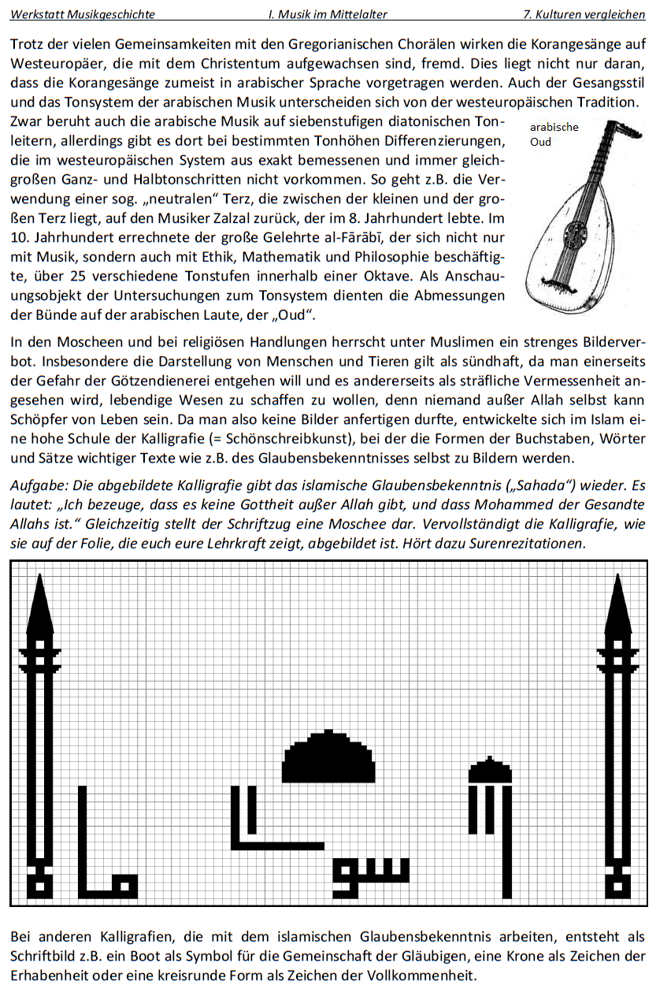 Werkstatt Musikgeschichte I. Musik im Mittelalter 7. Kulturen vergleichen
Trotz der vielen Gemeinsamkeiten mit den Gregorianischen Chorälen wirken die Korangesänge auf
Westeuropäer, die mit dem Christentum aufgewachsen sind, fremd. Dies liegt nicht nur daran,
dass die Korangesänge zumeist in arabischer Sprache vorgetragen werden. Auch der Gesangsstil
und das Tonsystem der arabischen Musik unterscheiden sich von der westeuropäischen Tradition.
Zwar beruht auch die arabische Musik auf siebenstufigen diatonischen Ton-
leitern, allerdings gibt es dort bei bestimmten Tonhöhen Differenzierungen,
die im westeuropäischen System aus exakt bemessenen und immer gleich-
großen Ganz- und Halbtonschritten nicht vorkommen. So geht z.B. die Ver-
wendung einer sog. „neutralen“ Terz, die zwischen der kleinen und der gro-
ßen Terz liegt, auf den Musiker Zalzal zurück, der im 8. Jahrhundert lebte. Im
10. Jahrhundert errechnete der große Gelehrte al-Fārābī, der sich nicht nur
mit Musik, sondern auch mit Ethik, Mathematik und Philosophie beschäftig-
te, über 25 verschiedene Tonstufen innerhalb einer Oktave. Als Anschau-
ungsobjekt der Untersuchungen zum Tonsystem dienten die Abmessungen
der Bünde auf der arabischen Laute, der „Oud“.
arabische
Oud
In den Moscheen und bei religiösen Handlungen herrscht unter Muslimen ein strenges Bilderver-
bot. Insbesondere die Darstellung von Menschen und Tieren gilt als sündhaft, da man einerseits
der Gefahr der Götzendienerei entgehen will und es andererseits als sträfliche Vermessenheit an-
gesehen wird, lebendige Wesen zu schaffen zu wollen, denn niemand außer Allah selbst kann
Schöpfer von Leben sein. Da man also keine Bilder anfertigen durfte, entwickelte sich im Islam ei-
ne hohe Schule der Kalligrafie (= Schönschreibkunst), bei der die Formen der Buchstaben, Wörter
und Sätze wichtiger Texte wie z.B. des Glaubensbekenntnisses selbst zu Bildern werden.
Aufgabe: Die abgebildete Kalligrafie gibt das islamische Glaubensbekenntnis („Sahada“) wieder. Es
lautet: „Ich bezeuge, dass es keine Gottheit außer Allah gibt, und dass Mohammed der Gesandte
Allahs ist.“ Gleichzeitig stellt der Schriftzug eine Moschee dar. Vervollständigt die Kalligrafie, wie
sie auf der Folie, die euch eure Lehrkraft zeigt, abgebildet ist. Hört dazu Surenrezitationen.
Bei anderen Kalligrafien, die mit dem islamischen Glaubensbekenntnis arbeiten, entsteht als
Schriftbild z.B. ein Boot als Symbol für die Gemeinschaft der Gläubigen, eine Krone als Zeichen der
Erhabenheit oder eine kreisrunde Form als Zeichen der Vollkommenheit.